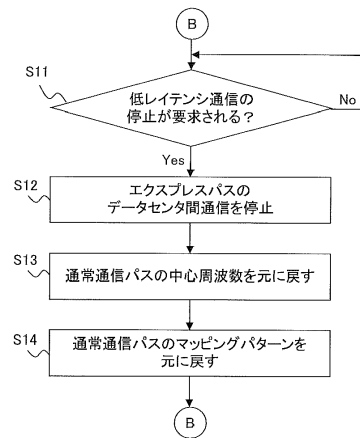 B
S11
低レイテンシ通信の
停止が要求される？
No
Yes
S12
エクスプレスパスの
データセンタ間通信を停止
S13
通常通信パスの中心周波数を元に戻す
S14
通常通信パスのマッピングパターンを
元に戻す
B